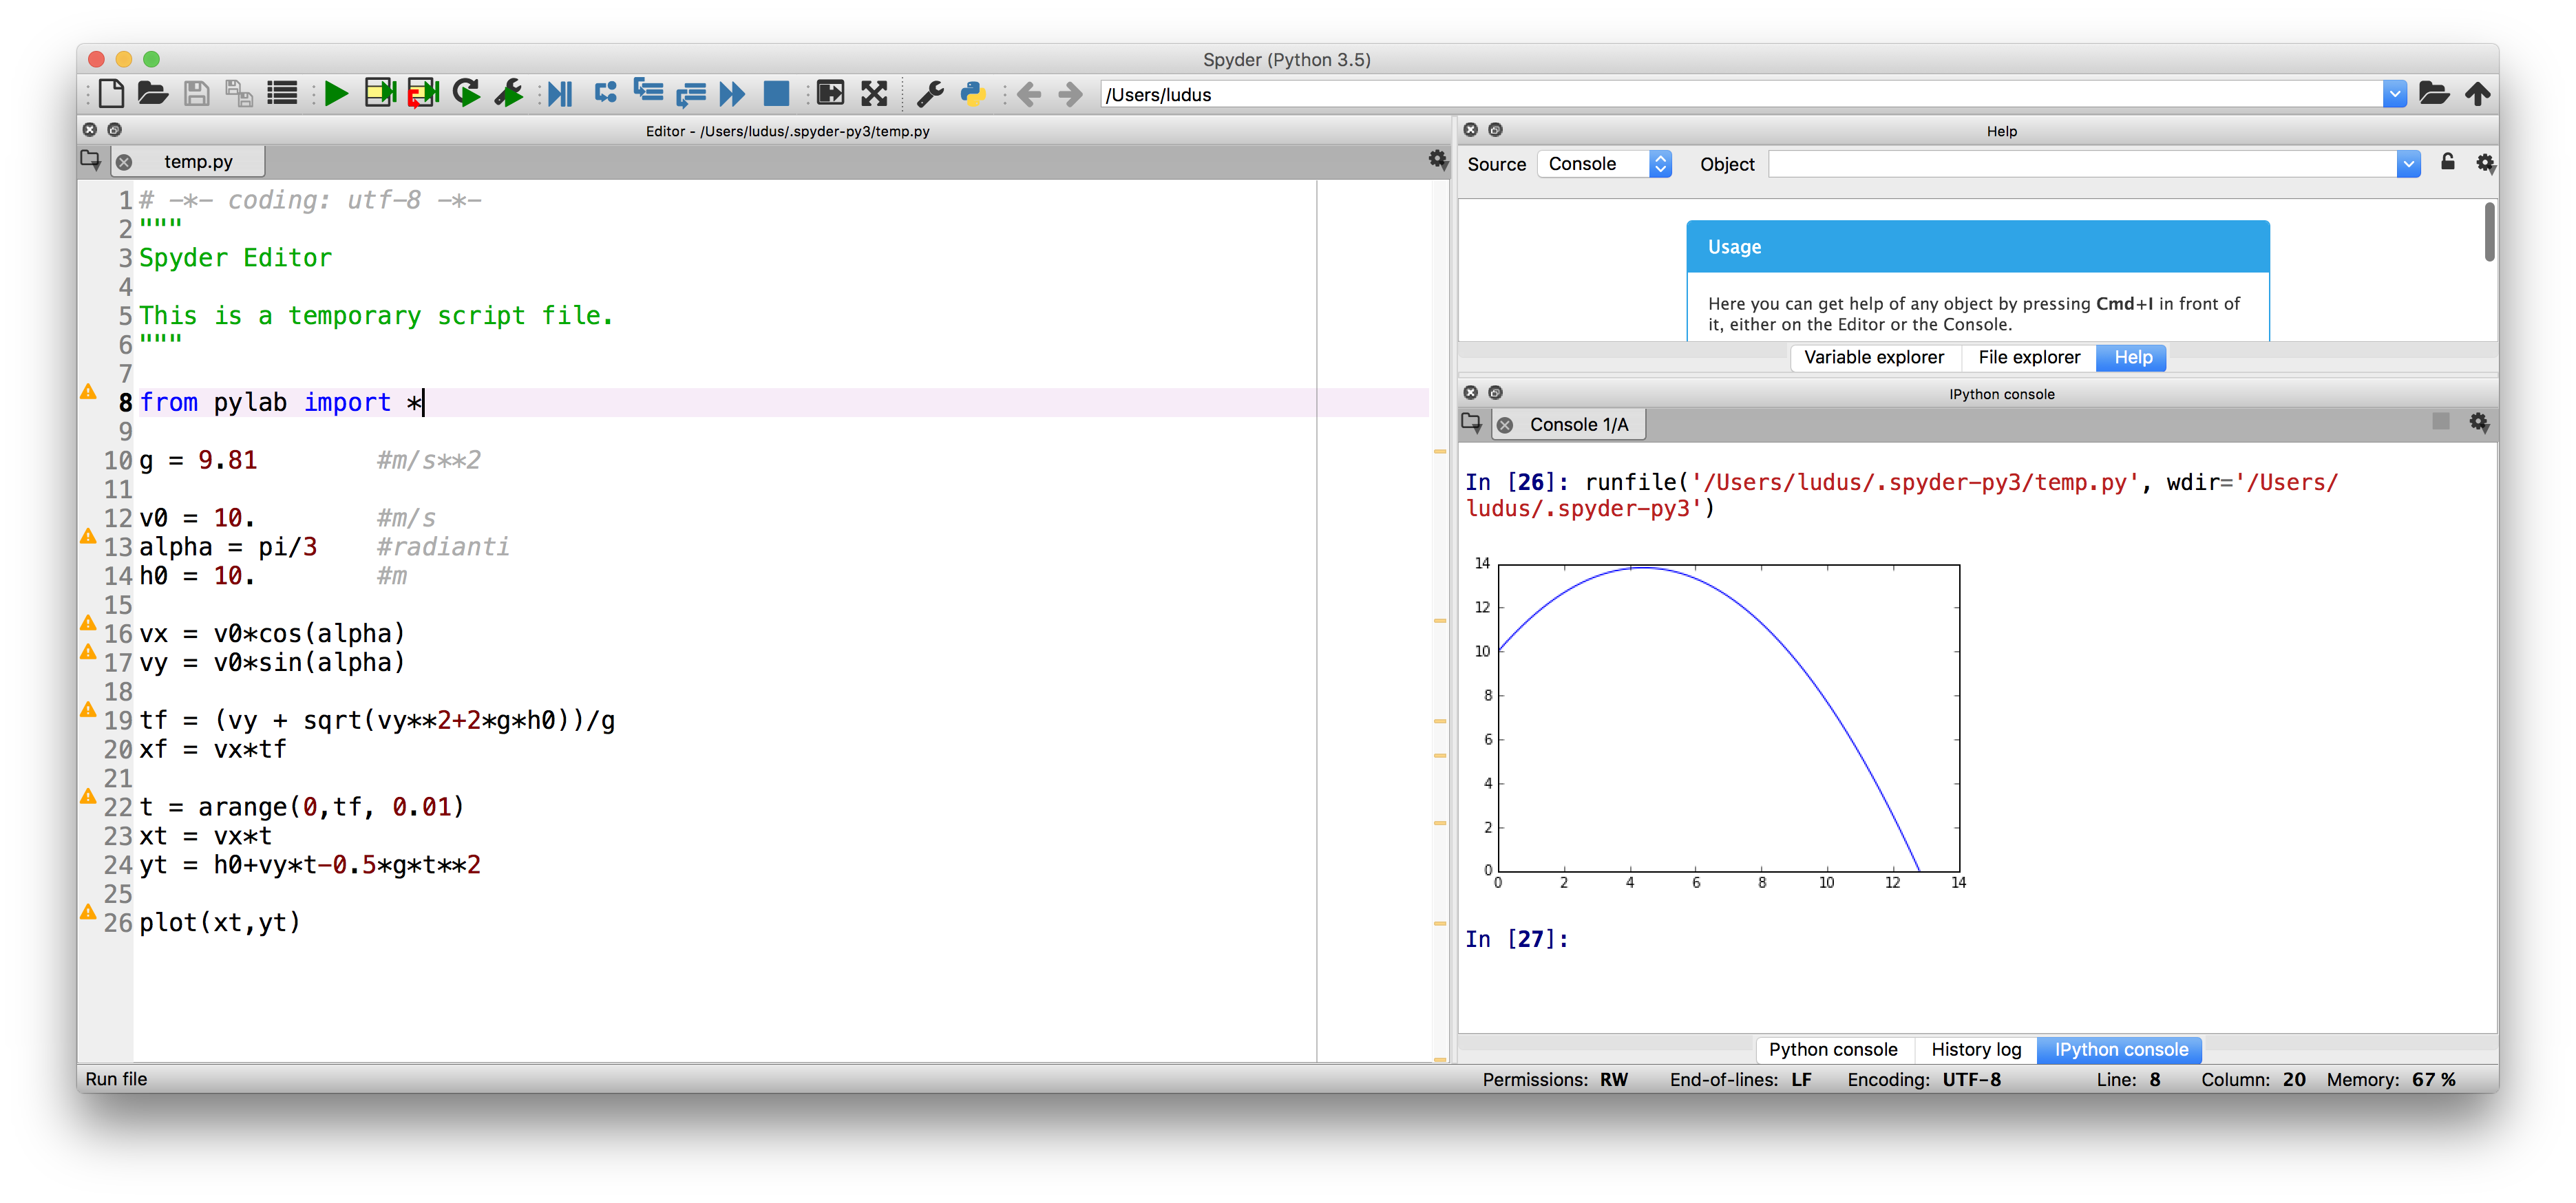 Spyder (Python 3.5)
/Users/ludus
Editor - /Users/ludus/.spyder-py3/temp.py
temp.py
1 # -*- coding: utf-8 -*-
2 """
3 Spyder Editor
4
5 This is a temporary script file.
6 """
7
8 from pylab import *
9
10 g = 9.81        #m/s**2
11
12 v0 = 10.        #m/s
13 alpha = pi/3    #radianti
14 h0 = 10.        #m
15
16 vx = v0*cos(alpha)
17 vy = v0*sin(alpha)
18
19 tf = (vy + sqrt(vy**2+2*g*h0))/g
20 xf = vx*tf
21
22 t = arange(0,tf, 0.01)
23 xt = vx*t
24 yt = h0+vy*t-0.5*g*t**2
25
26 plot(xt,yt)
Help
Source Console Object
Usage
Here you can get help of any object by pressing Cmd+I in front of
it, either on the Editor or the Console.
Variable explorer File explorer Help
IPython console
Console 1/A
In [26]: runfile('/Users/ludus/.spyder-py3/temp.py', wdir='/Users/
ludus/.spyder-py3')
14
12
10
8
6
4
2
0
0 2 4 6 8 10 12 14
In [27]:
Python console History log IPython console
Run file Permissions: RW End-of-lines: LF Encoding: UTF-8 Line: 8 Column: 20 Memory: 67 %